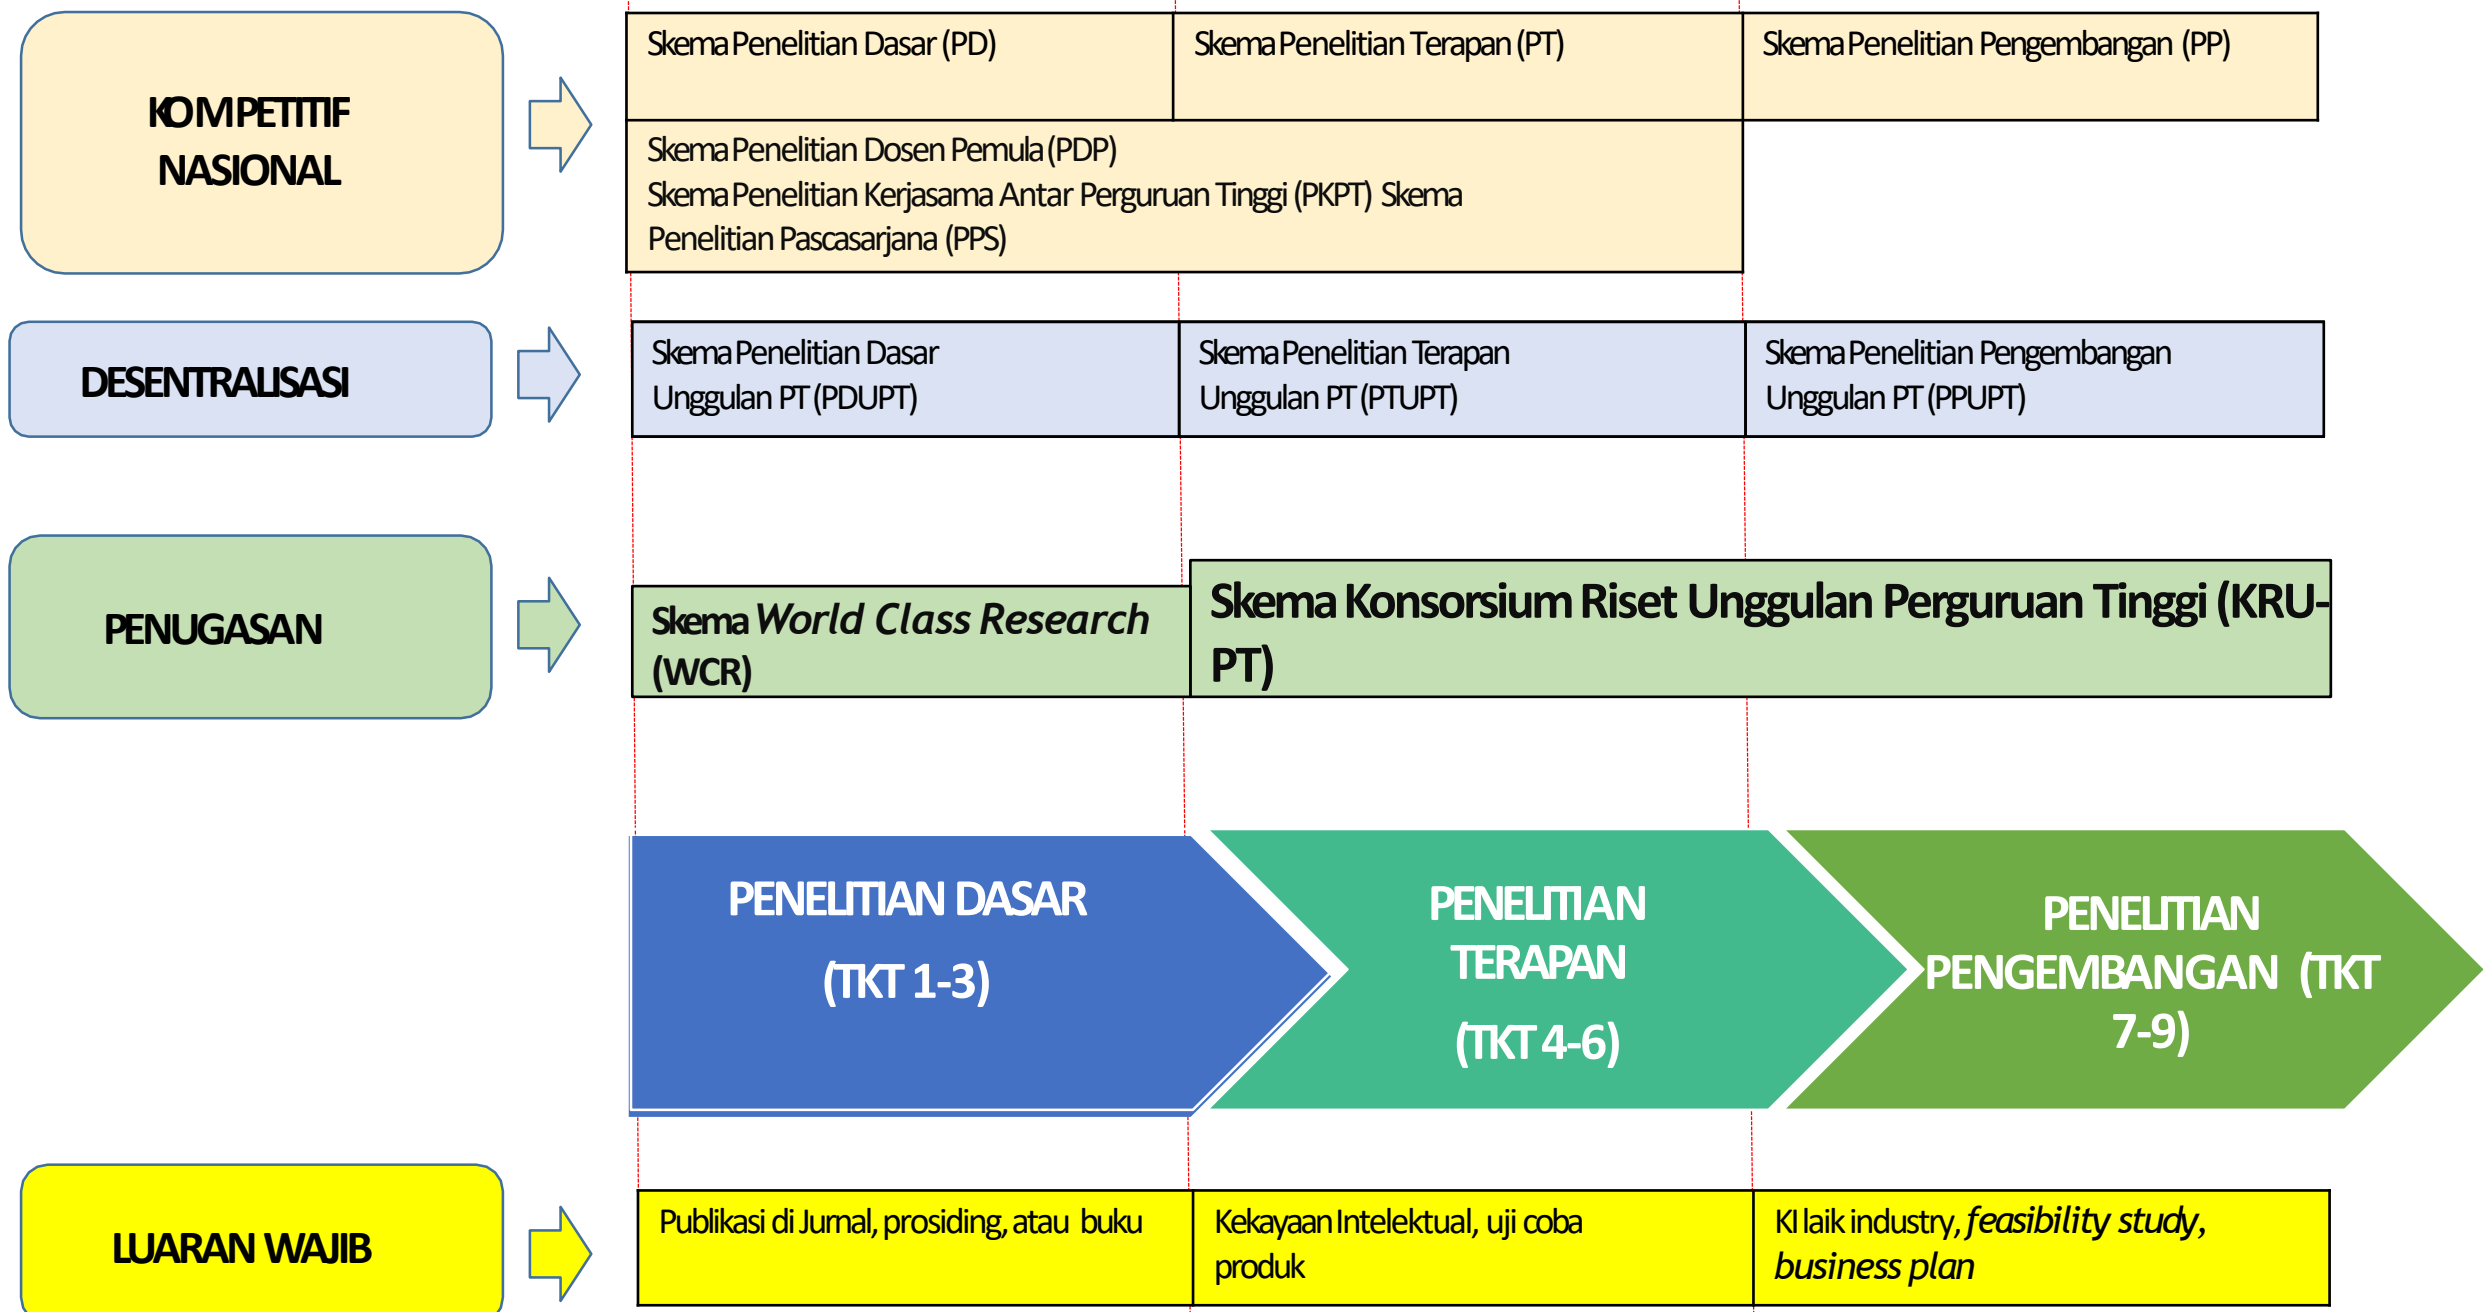 KOMPETITIF
NASIONAL
Skema Penelitian Dasar (PD)
Skema Penelitian Terapan (PT)
Skema Penelitian Pengembangan (PP)
Skema Penelitian Dosen Pemula (PDP)
Skema Penelitian Kerjasama Antar Perguruan Tinggi (PKPT) Skema
Penelitian Pascasarjana (PPS)
DESENTRALISASI
Skema Penelitian Dasar
Unggulan PT (PDUPT)
Skema Penelitian Terapan
Unggulan PT (PTUPT)
Skema Penelitian Pengembangan
Unggulan PT (PPUPT)
PENUGASAN
Skema World Class Research
(WCR)
Skema Konsorsium Riset Unggulan Perguruan Tinggi (KRU-
PT)
PENELITIAN DASAR
(TKT 1-3)
PENELITIAN
TERAPAN
(TKT 4-6)
PENELITIAN
PENGEMBANGAN (TKT
7-9)
LUARAN WAJIB
Publikasi di Jurnal, prosiding, atau buku
Kekayaan Intelektual, uji coba
produk
KI laik industry, feasibility study,
business plan